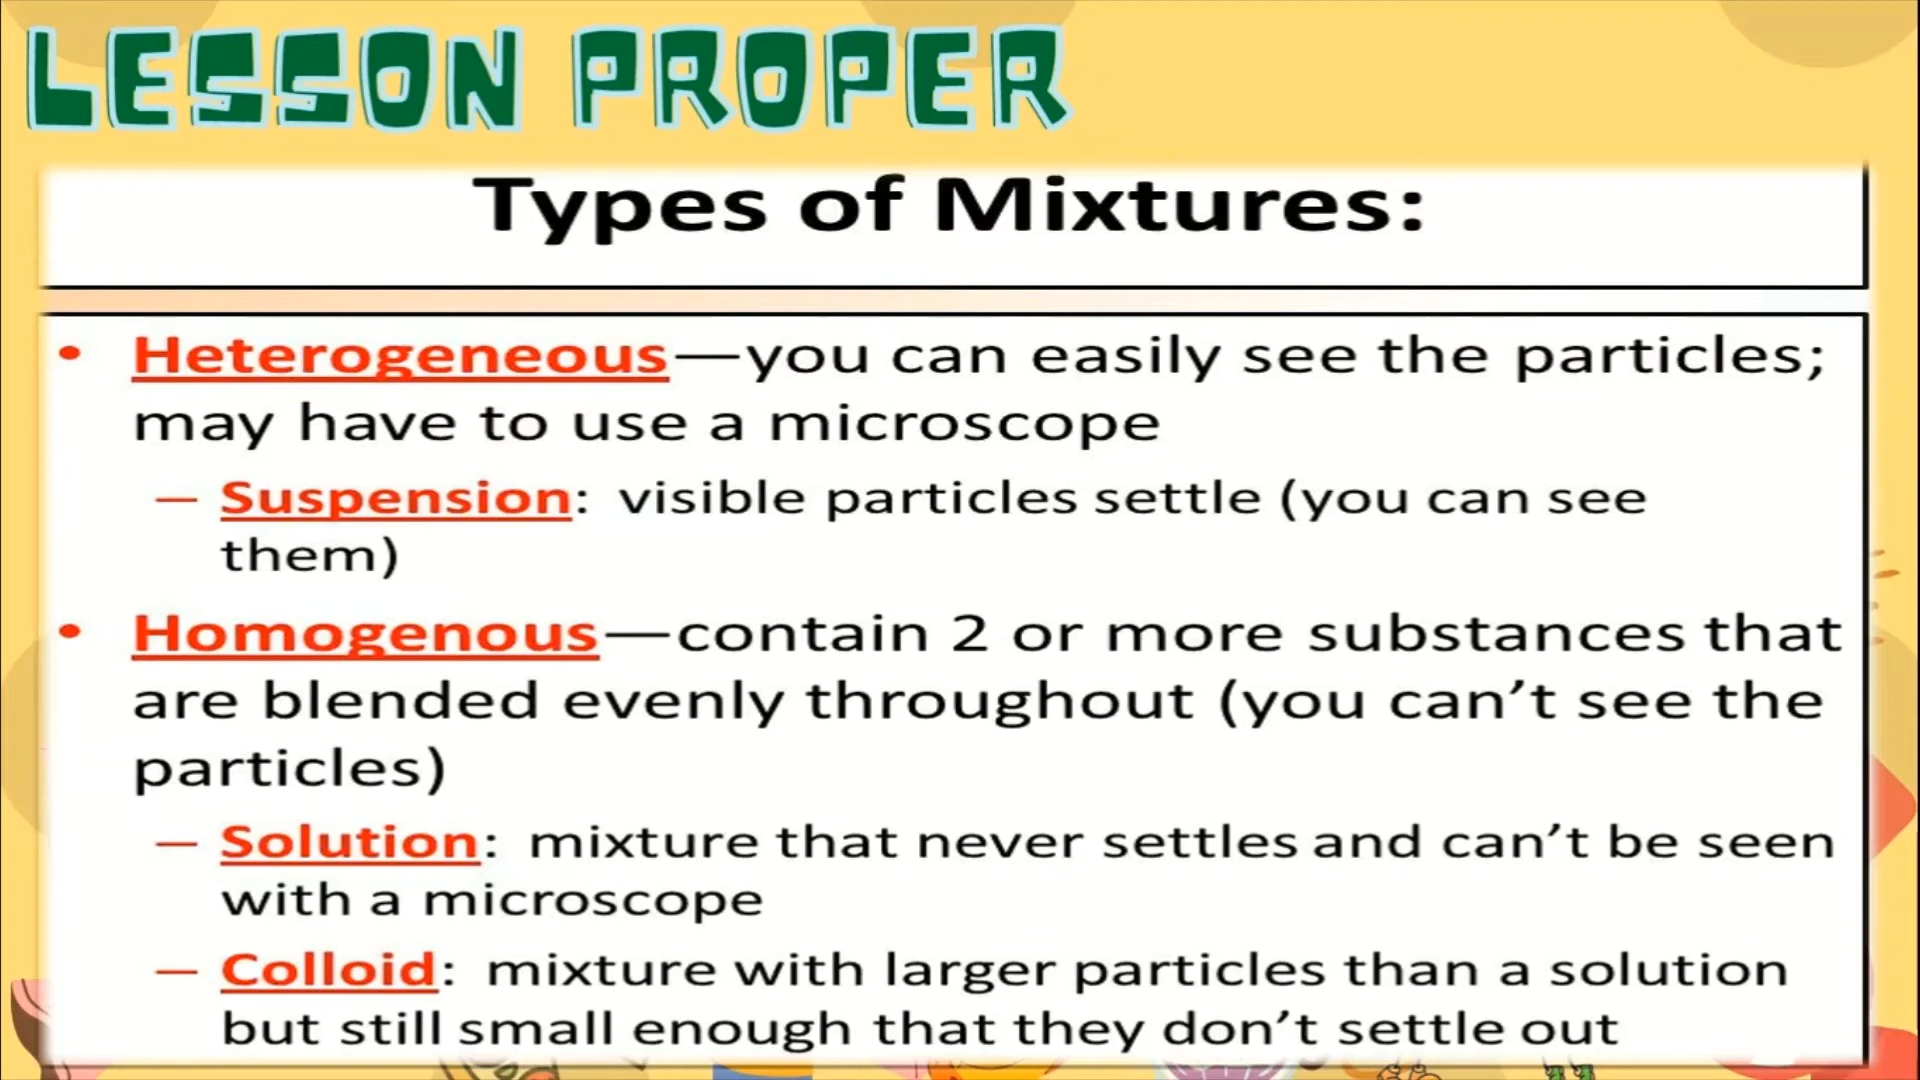 LESSON PROPER
Types of Mixtures:
• Heterogeneous—you can easily see the particles;
may have to use a microscope
— Suspension: visible particles settle (you can see
them)
• Homogenous—contain 2 or more substances that
are blended evenly throughout (you can’t see the
particles)
— Solution: mixture that never settles and can’t be seen
with a microscope
— Colloid: mixture with larger particles than a solution
but still small enough that they don’t settle out